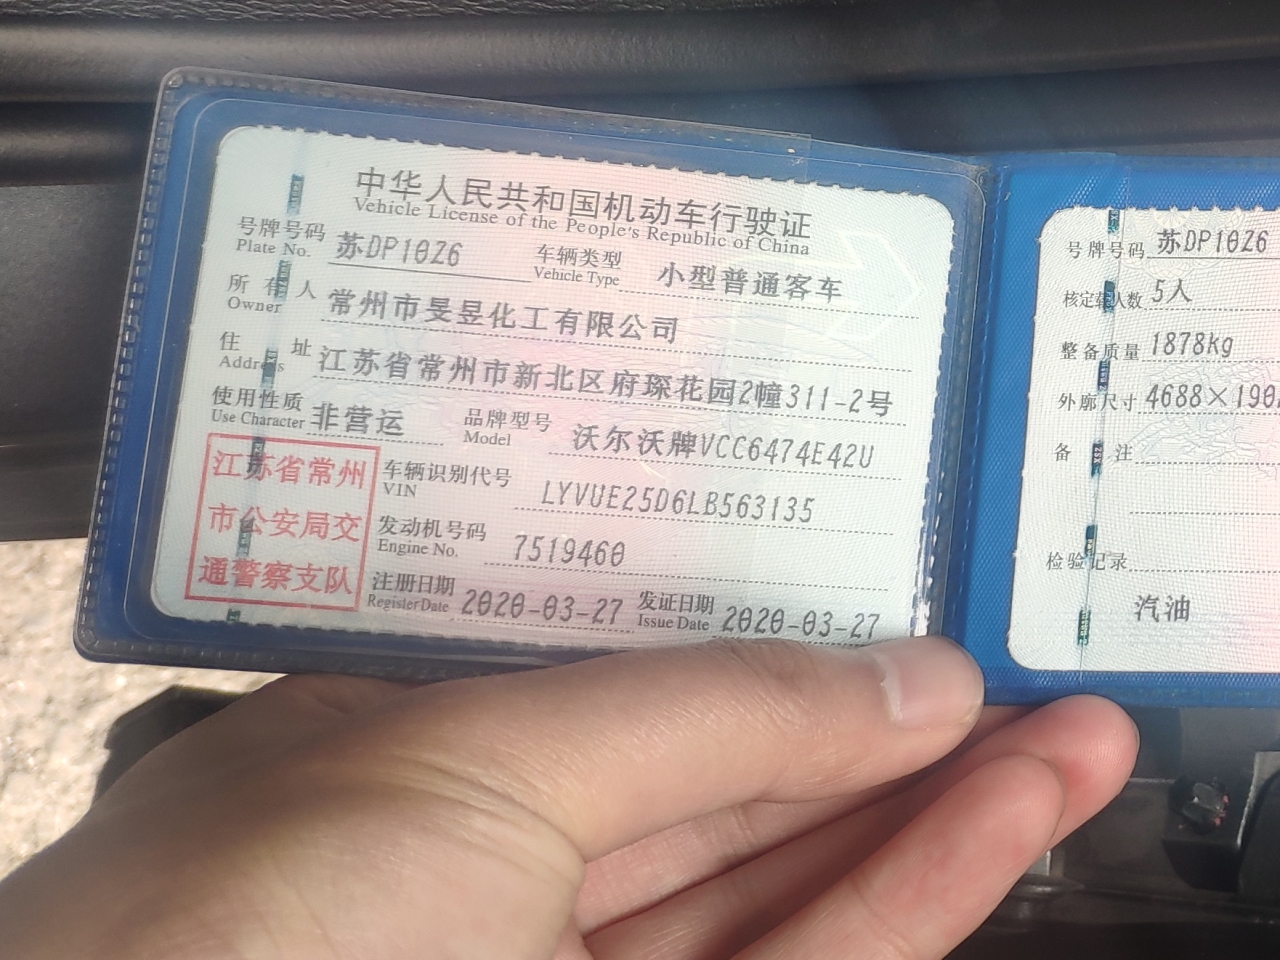 中华人民共和国机动车行驶证
Vehicle License of the People's Republic of China
号牌号码 苏DP10Z6 车辆类型 小型普通客车
Plate No. Vehicle Type
所有人 常州市旻昱化工有限公司
Owner
住址 江苏省常州市新北区府琛花园2幢311-2号
Address
使用性质 非营运 品牌型号 沃尔沃牌VCC6474E42U
Use Character Model
江苏省常州
市公安局交
通警察支队
车辆识别代号 LYVUE25D6LB563135
VIN
发动机号码 7519460
Engine No.
注册日期 2020-03-27 发证日期 2020-03-27
Register Date Issue Date
号牌号码 苏DP10Z6
核定载人数 5人
整备质量 1878kg
外廓尺寸 4688×190
备注
检验记录
汽油